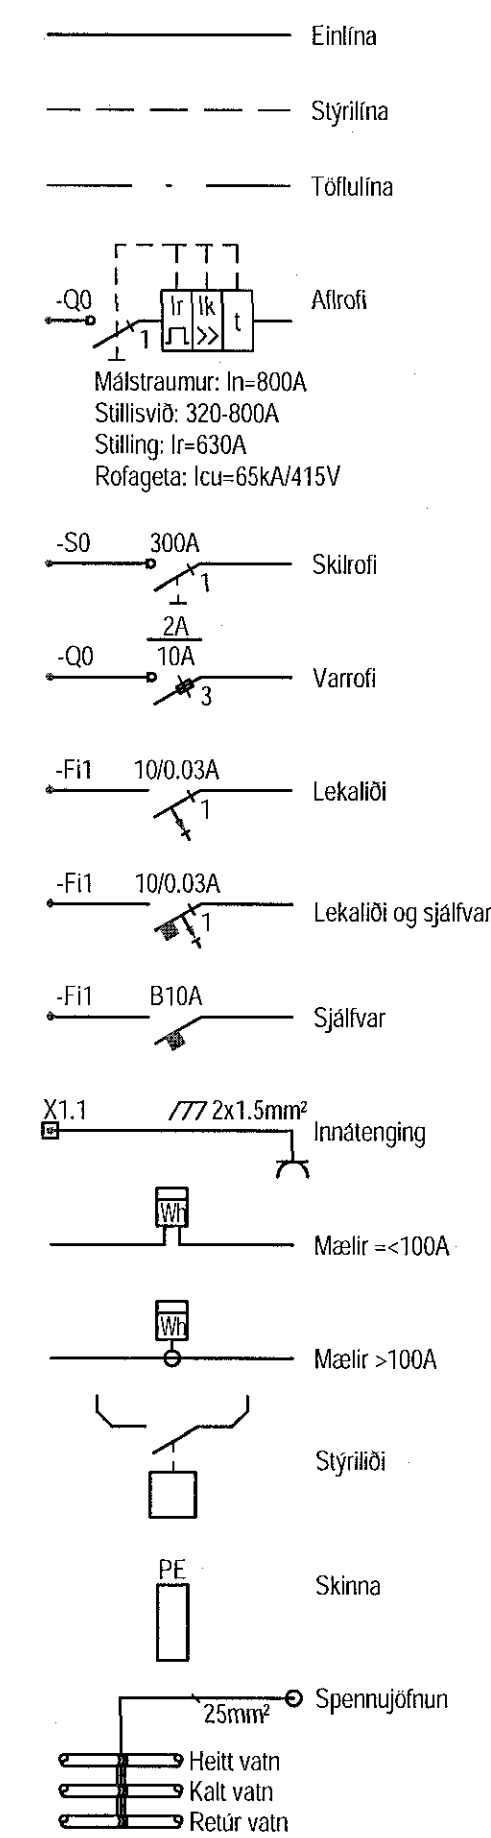 Einlína
Stýrilína
Töflulína
-Q0
1
Ir
Ik
>>
t
Aflrofi
Málstraumur: In=800A
Stillisvið: 320-800A
Stilling: Ir=630A
Rofageta: Icu=65kA/415V
-S0 300A
1
Skilrofi
2A
-Q0 10A
3
Varrofi
-Fi1 10/0.03A
1
Lekaliði
-Fi1 10/0.03A
1
Lekaliði og sjálfvar
-Fi1 B10A
Sjálfvar
X1.1 2x1.5mm²
Innátenging
Wh
Mælir =<100A
Wh
Mælir >100A
Stýriliði
PE
Skinna
25mm²
Spennujöfnun
Heitt vatn
Kalt vatn
Retúr vatn